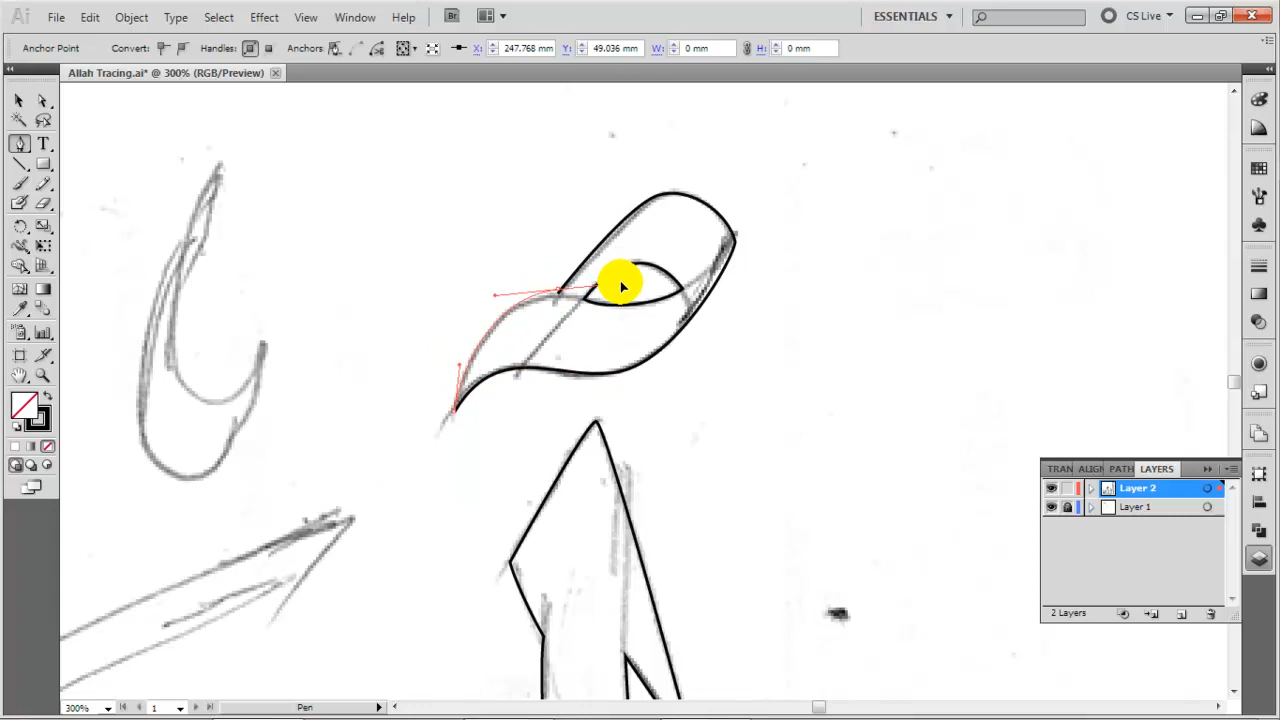 Ai File Edit Object Type Select Effect View Window Help Br ESSENTIALS CS Live
Anchor Point Convert: Handles: Anchors X: 247.768 mm Y: 49.036 mm W: 0 mm H: 0 mm
Allah Tracing.ai* @ 300% (RGB/Preview)
T
TRAN ALIGN PATH LAYERS
Layer 2
Layer 1
2 Layers
300% 1 Pen